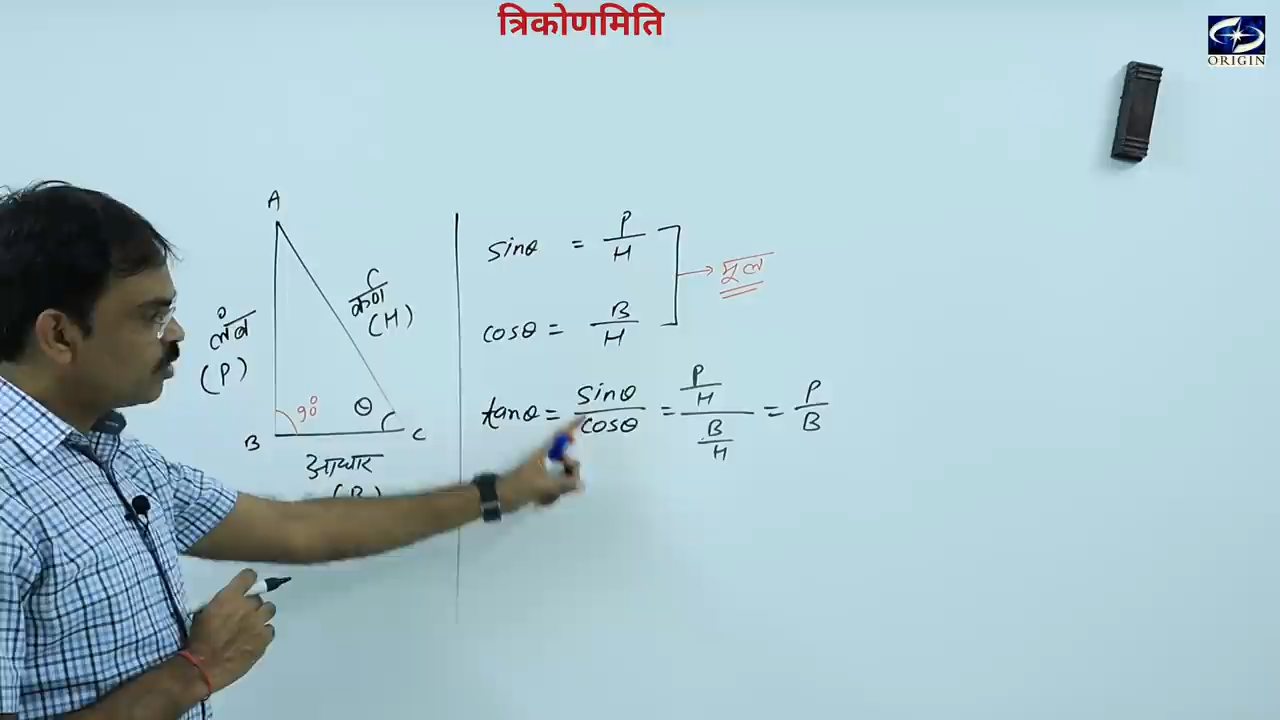 त्रिकोणमिति
ORIGIN
A
लंब
(P)
कर्ण
(H)
90°
θ
B
C
आधार
(B)
sinθ = P/H
cosθ = B/H
मूल
tanθ = sinθ/cosθ = (P/H)/(B/H) = P/B